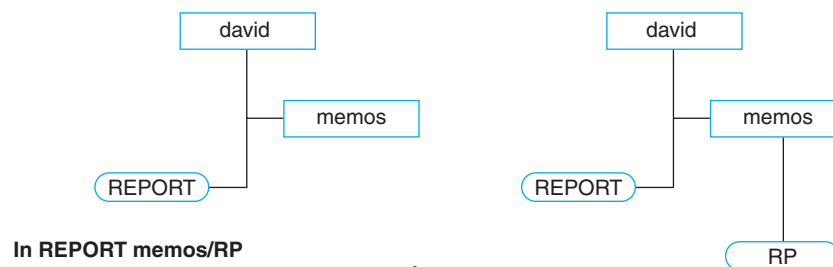 david david
memos memos
REPORT REPORT
In REPORT memos/RP
RP